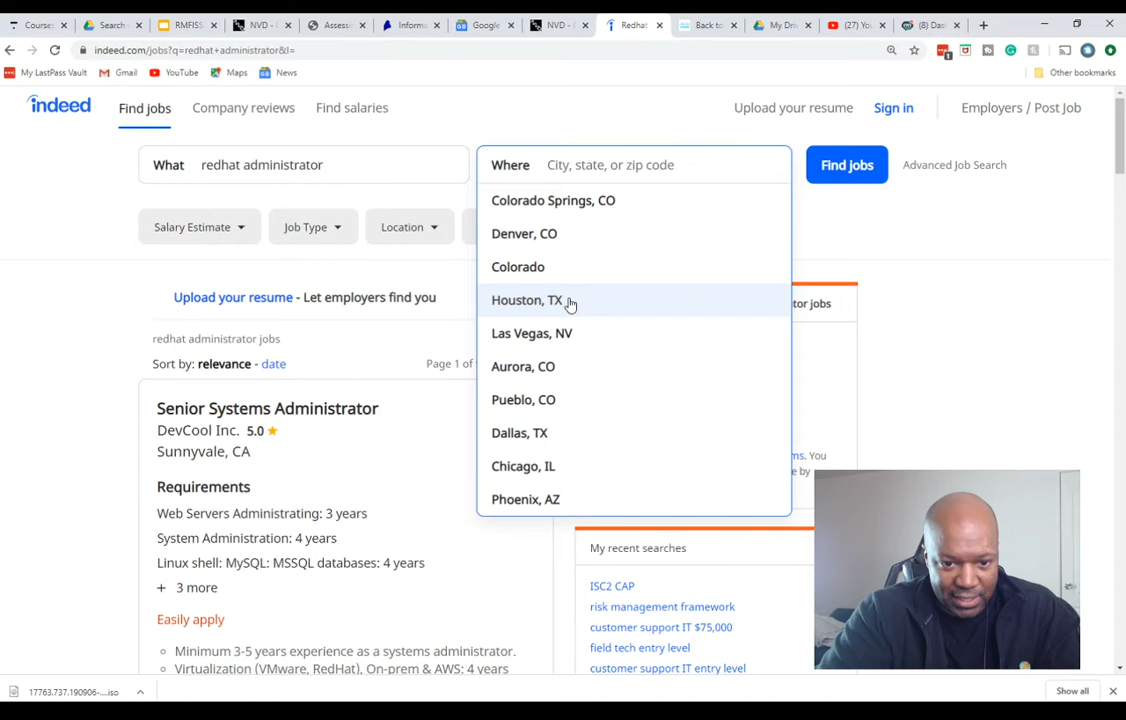 Courses
Search
RMFISS
NVD - 
Assessin
Informa
Google
NVD - 
Redhat
Back to
My Driv
(27) You
(8) Dash
indeed.com/jobs?q=redhat+administrator&l=
My LastPass Vault
Gmail
YouTube
Maps
News
Other bookmarks
indeed
Find jobs
Company reviews
Find salaries
Upload your resume
Sign in
Employers / Post Job
What redhat administrator
Where City, state, or zip code
Find jobs
Advanced Job Search
Colorado Springs, CO
Denver, CO
Colorado
Houston, TX
Las Vegas, NV
Aurora, CO
Pueblo, CO
Dallas, TX
Chicago, IL
Phoenix, AZ
Salary Estimate
Job Type
Location
Upload your resume - Let employers find you
tor jobs
redhat administrator jobs
Sort by: relevance - date
Page 1 of
Senior Systems Administrator
DevCool Inc. 5.0
Sunnyvale, CA
Requirements
Web Servers Administrating: 3 years
System Administration: 4 years
Linux shell: MySQL: MSSQL databases: 4 years
+ 3 more
Easily apply
Minimum 3-5 years experience as a systems administrator.
Virtualization (VMware, RedHat), On-prem & AWS: 4 years
ms. You
e by
My recent searches
ISC2 CAP
risk management framework
customer support IT $75,000
field tech entry level
customer support IT entry level
17763.737.190906-....iso
Show all